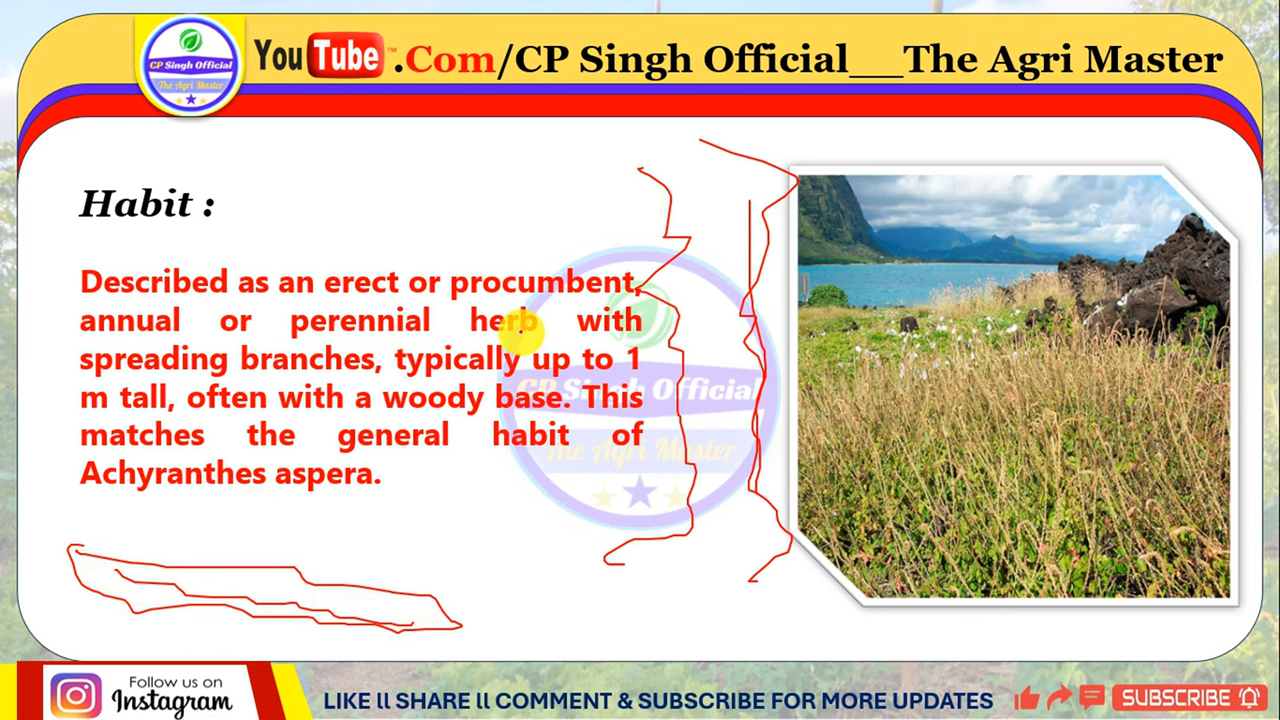 CP Singh Official
The Agri Master
YouTube™.Com/CP Singh Official__The Agri Master
Habit :
Described as an erect or procumbent,
annual or perennial herb with
spreading branches, typically up to 1
m tall, often with a woody base. This
matches the general habit of
Achyranthes aspera.
CP Singh Official
The Agri Master
Follow us on
Instagram
LIKE ll SHARE ll COMMENT & SUBSCRIBE FOR MORE UPDATES
SUBSCRIBE